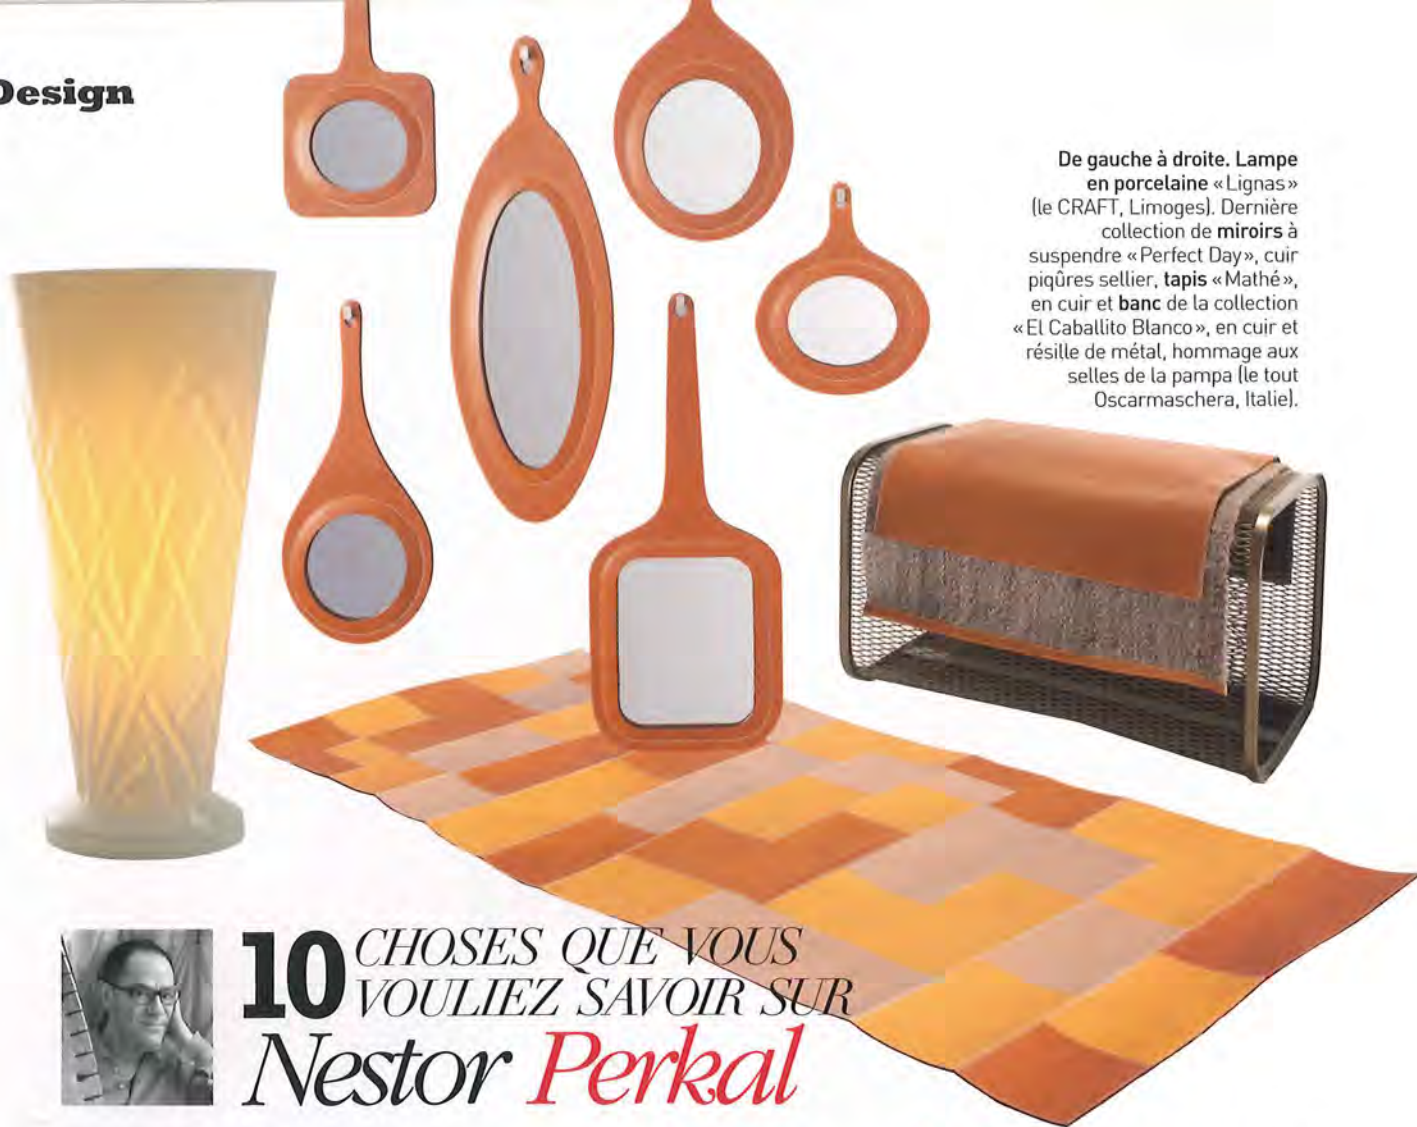 Design
De gauche à droite. Lampe
en porcelaine «Lignas»
(le CRAFT, Limoges). Dernière
collection de miroirs à
suspendre «Perfect Day», cuir
piqûres sellier, tapis «Mathé»,
en cuir et banc de la collection
«El Caballito Blanco», en cuir et
résille de métal, hommage aux
selles de la pampa (le tout
Oscarmaschera, Italie).
10 CHOSES QUE VOUS
VOULIEZ SAVOIR SUR
Nestor Perkal